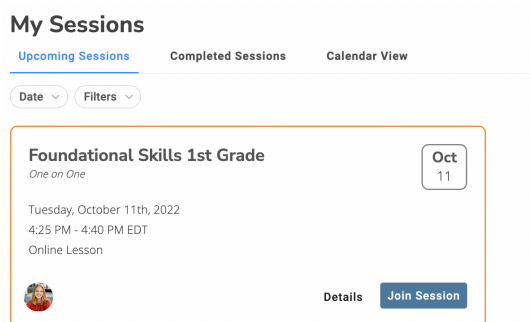 My Sessions
Upcoming Sessions Completed Sessions Calendar View
Date Filters
Foundational Skills 1st Grade
Oct
One on One
11
Tuesday, October 11th, 2022
4:25 PM - 4:40 PM EDT
Online Lesson
Details Join Session